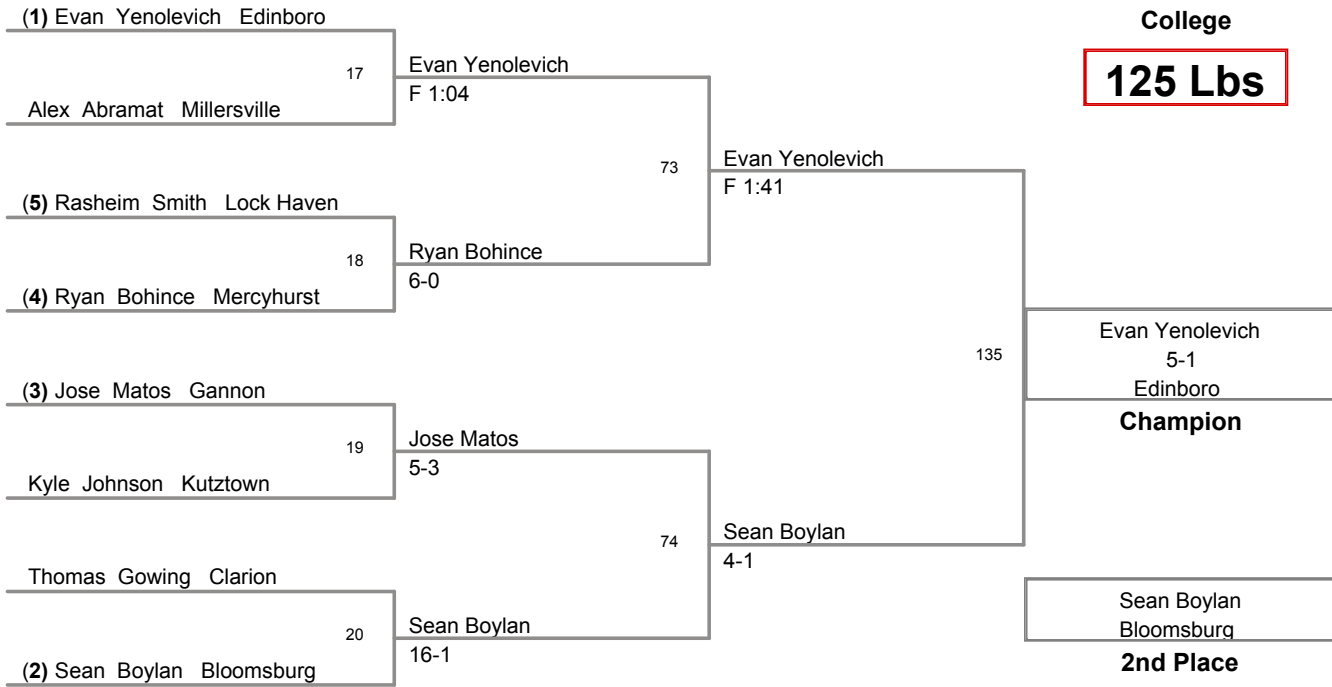 (1) Evan Yenolevich Edinboro
17
Alex Abramat Millersville
(5) Rasheim Smith Lock Haven
18
(4) Ryan Bohince Mercyhurst
(3) Jose Matos Gannon
19
Kyle Johnson Kutztown
Thomas Gowing Clarion
20
(2) Sean Boylan Bloomsburg
Evan Yenolevich
F 1:04
73
Ryan Bohince
6-0
Jose Matos
5-3
74
Sean Boylan
16-1
Evan Yenolevich
F 1:41
135
Sean Boylan
4-1
College
125 Lbs
Evan Yenolevich
5-1
Edinboro
Champion
Sean Boylan
Bloomsburg
2nd Place